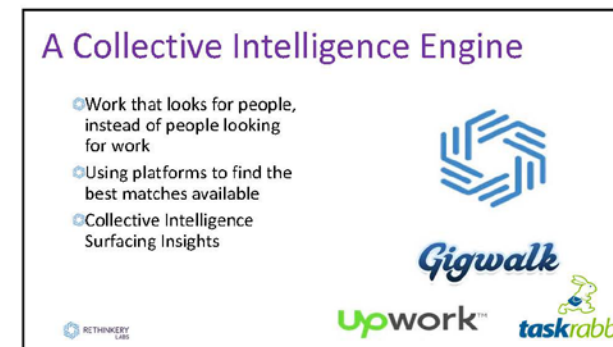 A Collective Intelligence Engine
Work that looks for people,
instead of people looking
for work
Using platforms to find the
best matches available
Collective Intelligence
Surfacing Insights
Gigwalk
upwork™
taskrabb
RETHINKERY
LABS